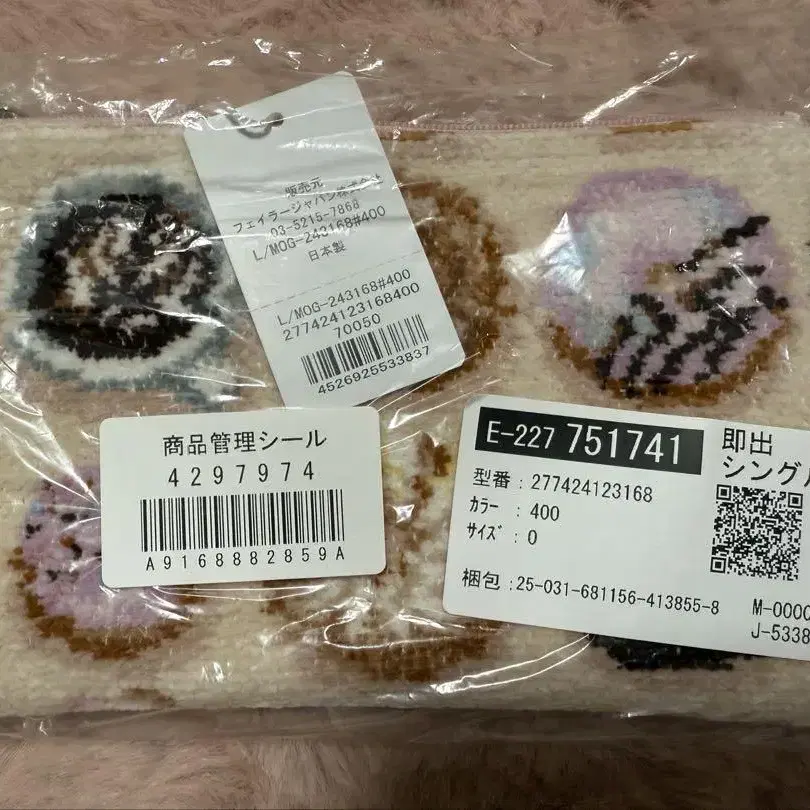 販売元
フェイラージャパン株式会社
03-5215-7868
L/MOG-243168#400
日本製
L/MOG-243168#400
277424123168400
70050
4526925533837
商品管理シール
4297974
A9168882859A
E-227 751741
型番 : 277424123168
カラー : 400
サイズ : 0
梱包 : 25-031-681156-413855-8
即出
シングル
M-0000
J-5338